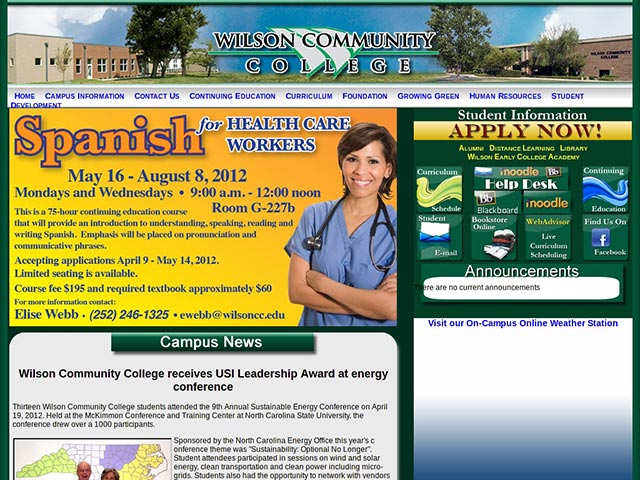 WILSON COMMUNITY
COLLEGE
WILSON COMMUNITY
COLLEGE
Home Campus Information Contact Us Continuing Education Curriculum Foundation Growing Green Human Resources Student
Development
Spanish for HEALTH CARE
WORKERS
May 16 - August 8, 2012
Mondays and Wednesdays • 9:00 a.m. - 12:00 noon
Room G-227b
This is a 75-hour continuing education course
that will provide an introduction to understanding, speaking, reading and
writing Spanish. Emphasis will be placed on pronunciation and
communicative phrases.
Accepting applications April 9 - May 14, 2012.
Limited seating is available.
Course fee $195 and required textbook approximately $60
For more information contact:
Elise Webb • (252) 246-1325 • ewebb@wilsoncc.edu
Student Information
APPLY NOW!
Alumni Distance Learning Library
Wilson Early College Academy
Curriculum
Schedule
Bb moodle Bb
Help Desk
Bb
Blackboard
moodle
Continuing
Education
Student
E-mail
Bookstore
Online
WebAdvisor
Live
Curriculum
Scheduling
Find Us On
Facebook
Announcements
There are no current announcements
Visit our On-Campus Online Weather Station
Campus News
Wilson Community College receives USI Leadership Award at energy
conference
Thirteen Wilson Community College students attended the 9th Annual Sustainable Energy Conference on April
19, 2012. Held at the McKimmon Conference and Training Center at North Carolina State University, the
conference drew over a 1000 participants.
Sponsored by the North Carolina Energy Office this year's c
onference theme was "Sustainability: Optional No Longer".
Student attendees participated in sessions on wind and solar
energy, clean transportation and clean power including micro-
grids. Students also had the opportunity to network with vendors